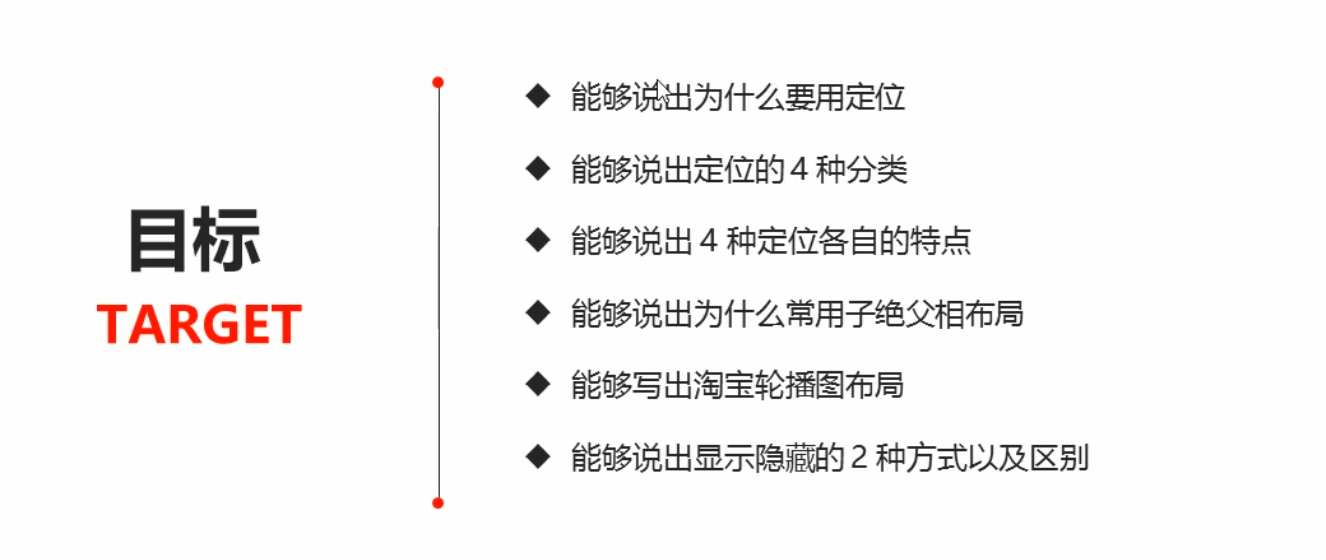 目标
TARGET
◆ 能够说出为什么要用定位
◆ 能够说出定位的4种分类
◆ 能够说出4种定位各自的特点
◆ 能够说出为什么常用子绝父相布局
◆ 能够写出淘宝轮播图布局
◆ 能够说出显示隐藏的2种方式以及区别